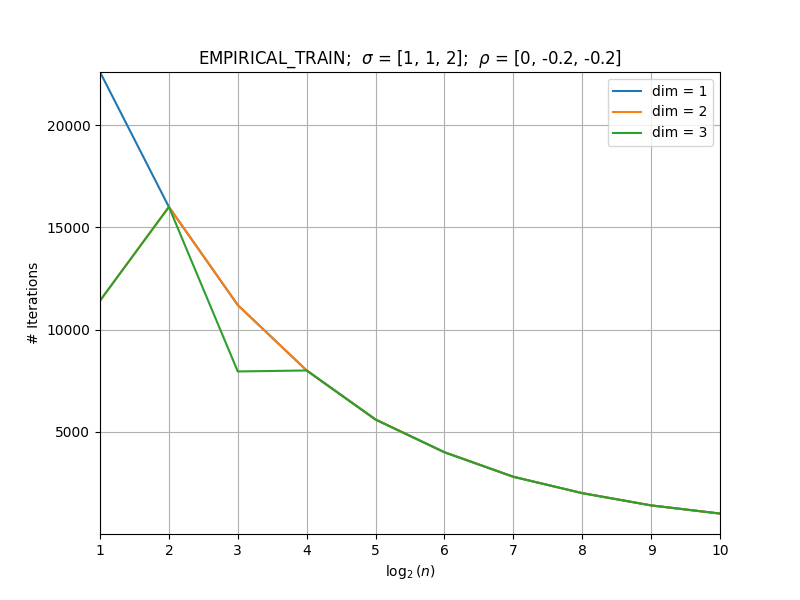 EMPIRICAL_TRAIN; σ = [1, 1, 2]; ρ = [0, -0.2, -0.2]
dim = 1
dim = 2
dim = 3
20000
15000
10000
5000
# Iterations
1 2 3 4 5 6 7 8 9 10
log₂(n)